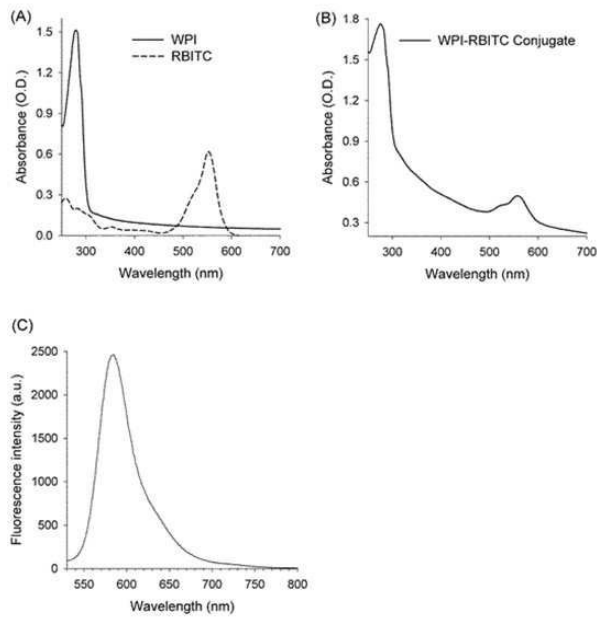 (A)
WPI
RBITC
1.5
1.2
0.9
0.6
0.3
0.0
Absorbance (O.D.)
300 400 500 600 700
Wavelength (nm)
(B)
WPI-RBITC Conjugate
1.8
1.5
1.2
0.9
0.6
0.3
Absorbance (O.D.)
300 400 500 600 700
Wavelength (nm)
(C)
2500
2000
1500
1000
500
0
Fluorescence intensity (a.u.)
550 600 650 700 750 800
Wavelength (nm)